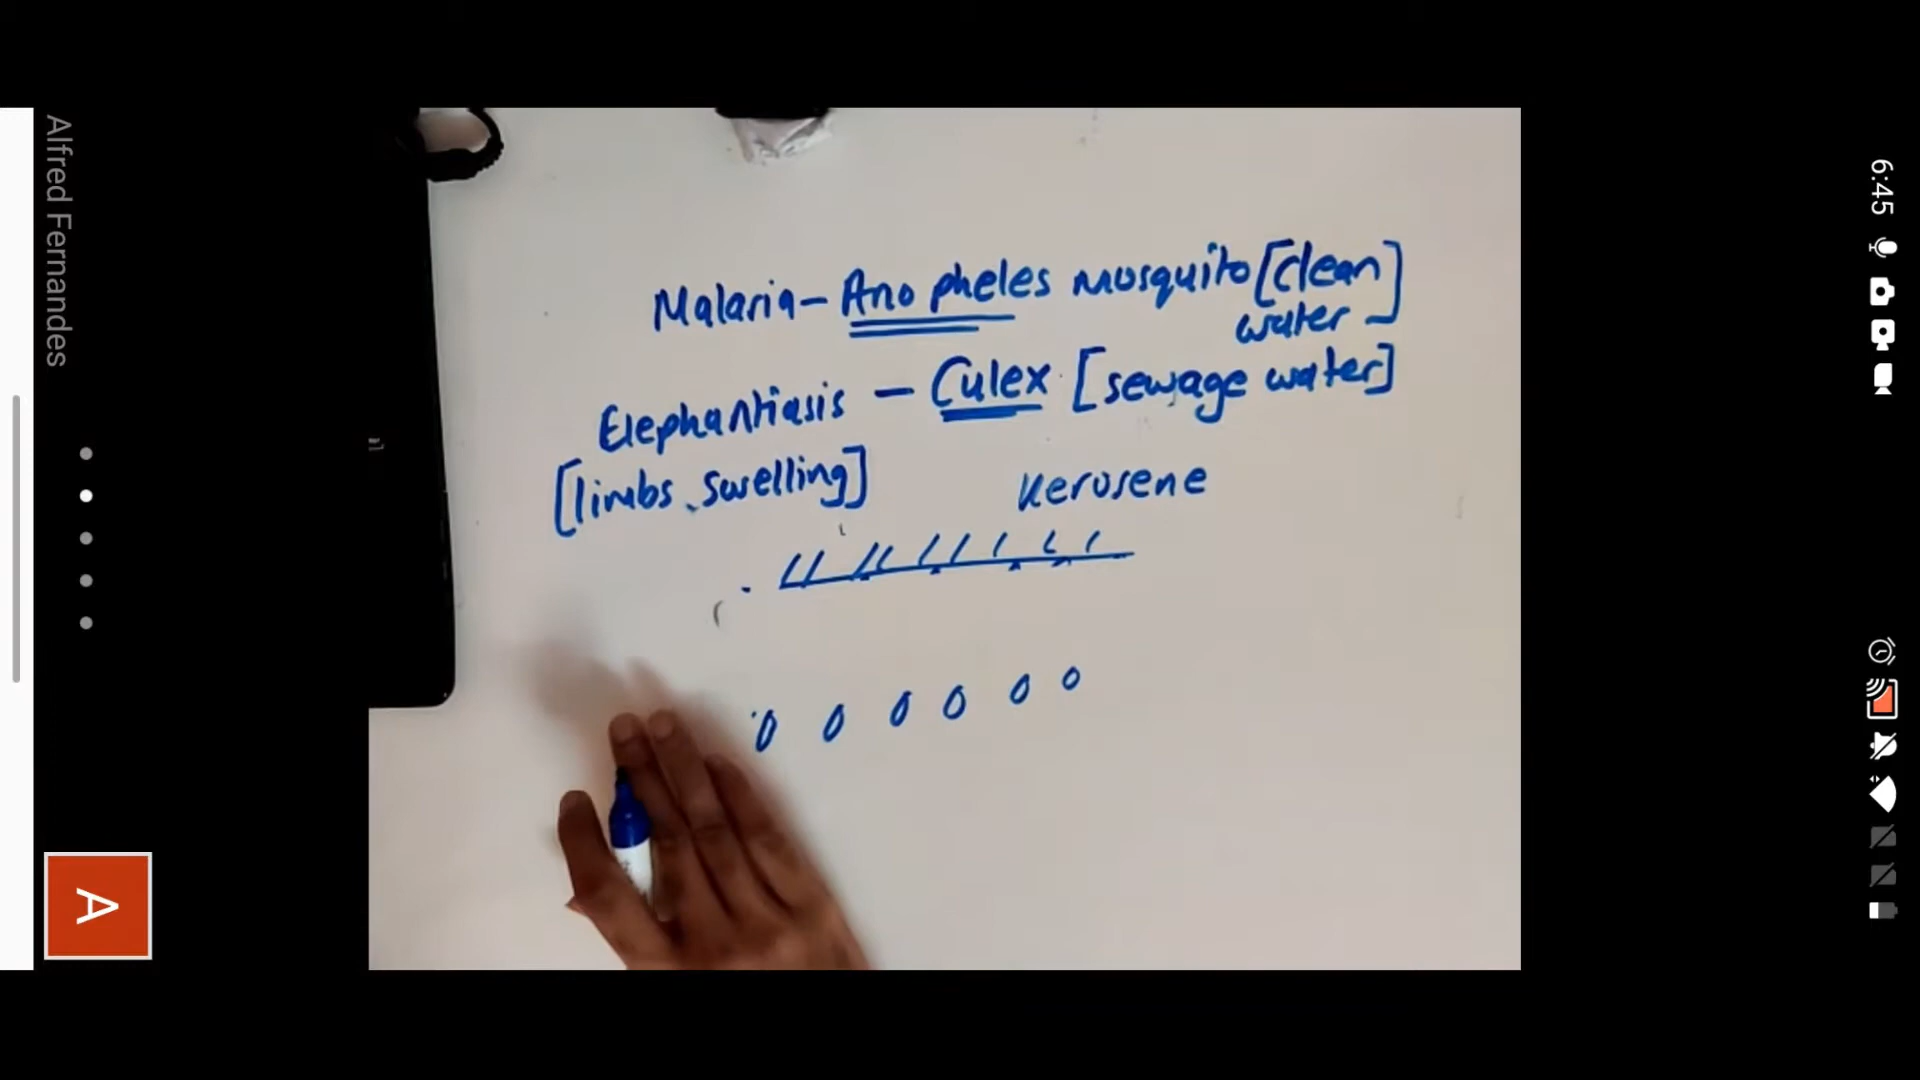 Malaria - Anopheles mosquito [clean
water]
Elephantiasis - Culex [sewage water]
[limbs swelling]
Kerosene
Alfred Fernandes
A
6:45